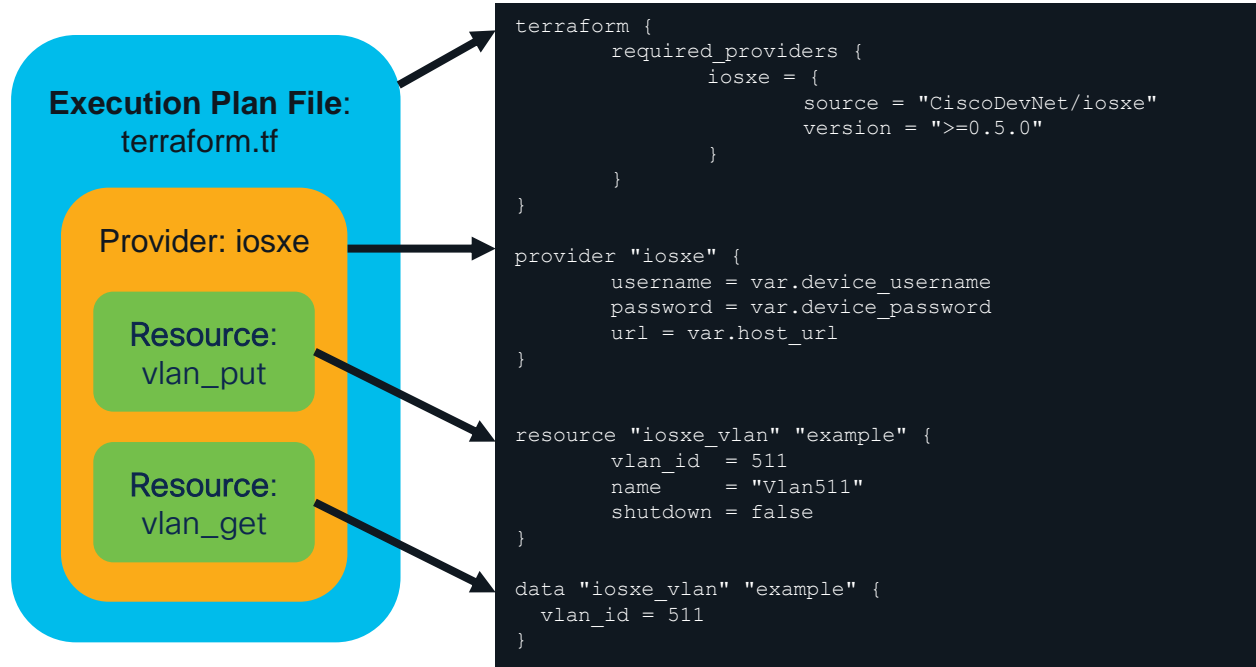 Execution Plan File:
terraform.tf
Provider: iosxe
Resource:
vlan_put
Resource:
vlan_get
terraform {
        required_providers {
                iosxe = {
                        source = "CiscoDevNet/iosxe"
                        version = ">=0.5.0"
                }
        }
}
provider "iosxe" {
        username = var.device_username
        password = var.device_password
        url = var.host_url
}
resource "iosxe_vlan" "example" {
        vlan_id  = 511
        name     = "Vlan511"
        shutdown = false
}
data "iosxe_vlan" "example" {
  vlan_id = 511
}